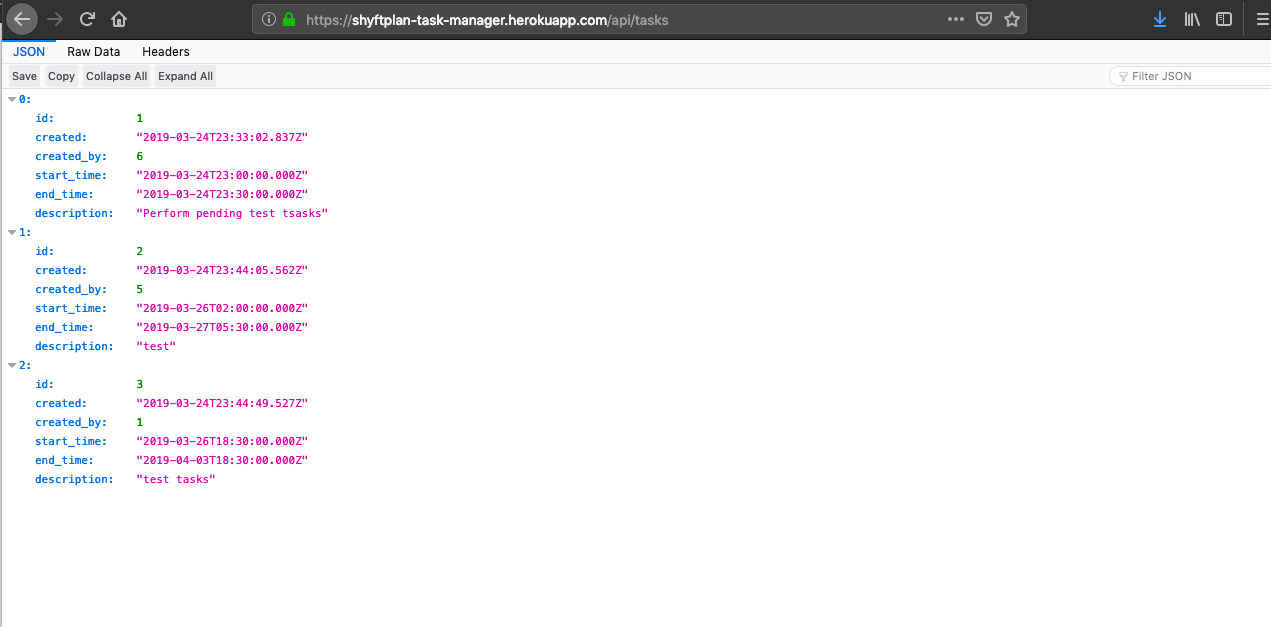 https://shyftplan-task-manager.herokuapp.com/api/tasks
JSON Raw Data Headers
Save Copy Collapse All Expand All Filter JSON
0:
id: 1
created: "2019-03-24T23:33:02.837Z"
created_by: 6
start_time: "2019-03-24T23:00:00.000Z"
end_time: "2019-03-24T23:30:00.000Z"
description: "Perform pending test tsasks"
1:
id: 2
created: "2019-03-24T23:44:05.562Z"
created_by: 5
start_time: "2019-03-26T02:00:00.000Z"
end_time: "2019-03-27T05:30:00.000Z"
description: "test"
2:
id: 3
created: "2019-03-24T23:44:49.527Z"
created_by: 1
start_time: "2019-03-26T18:30:00.000Z"
end_time: "2019-04-03T18:30:00.000Z"
description: "test tasks"